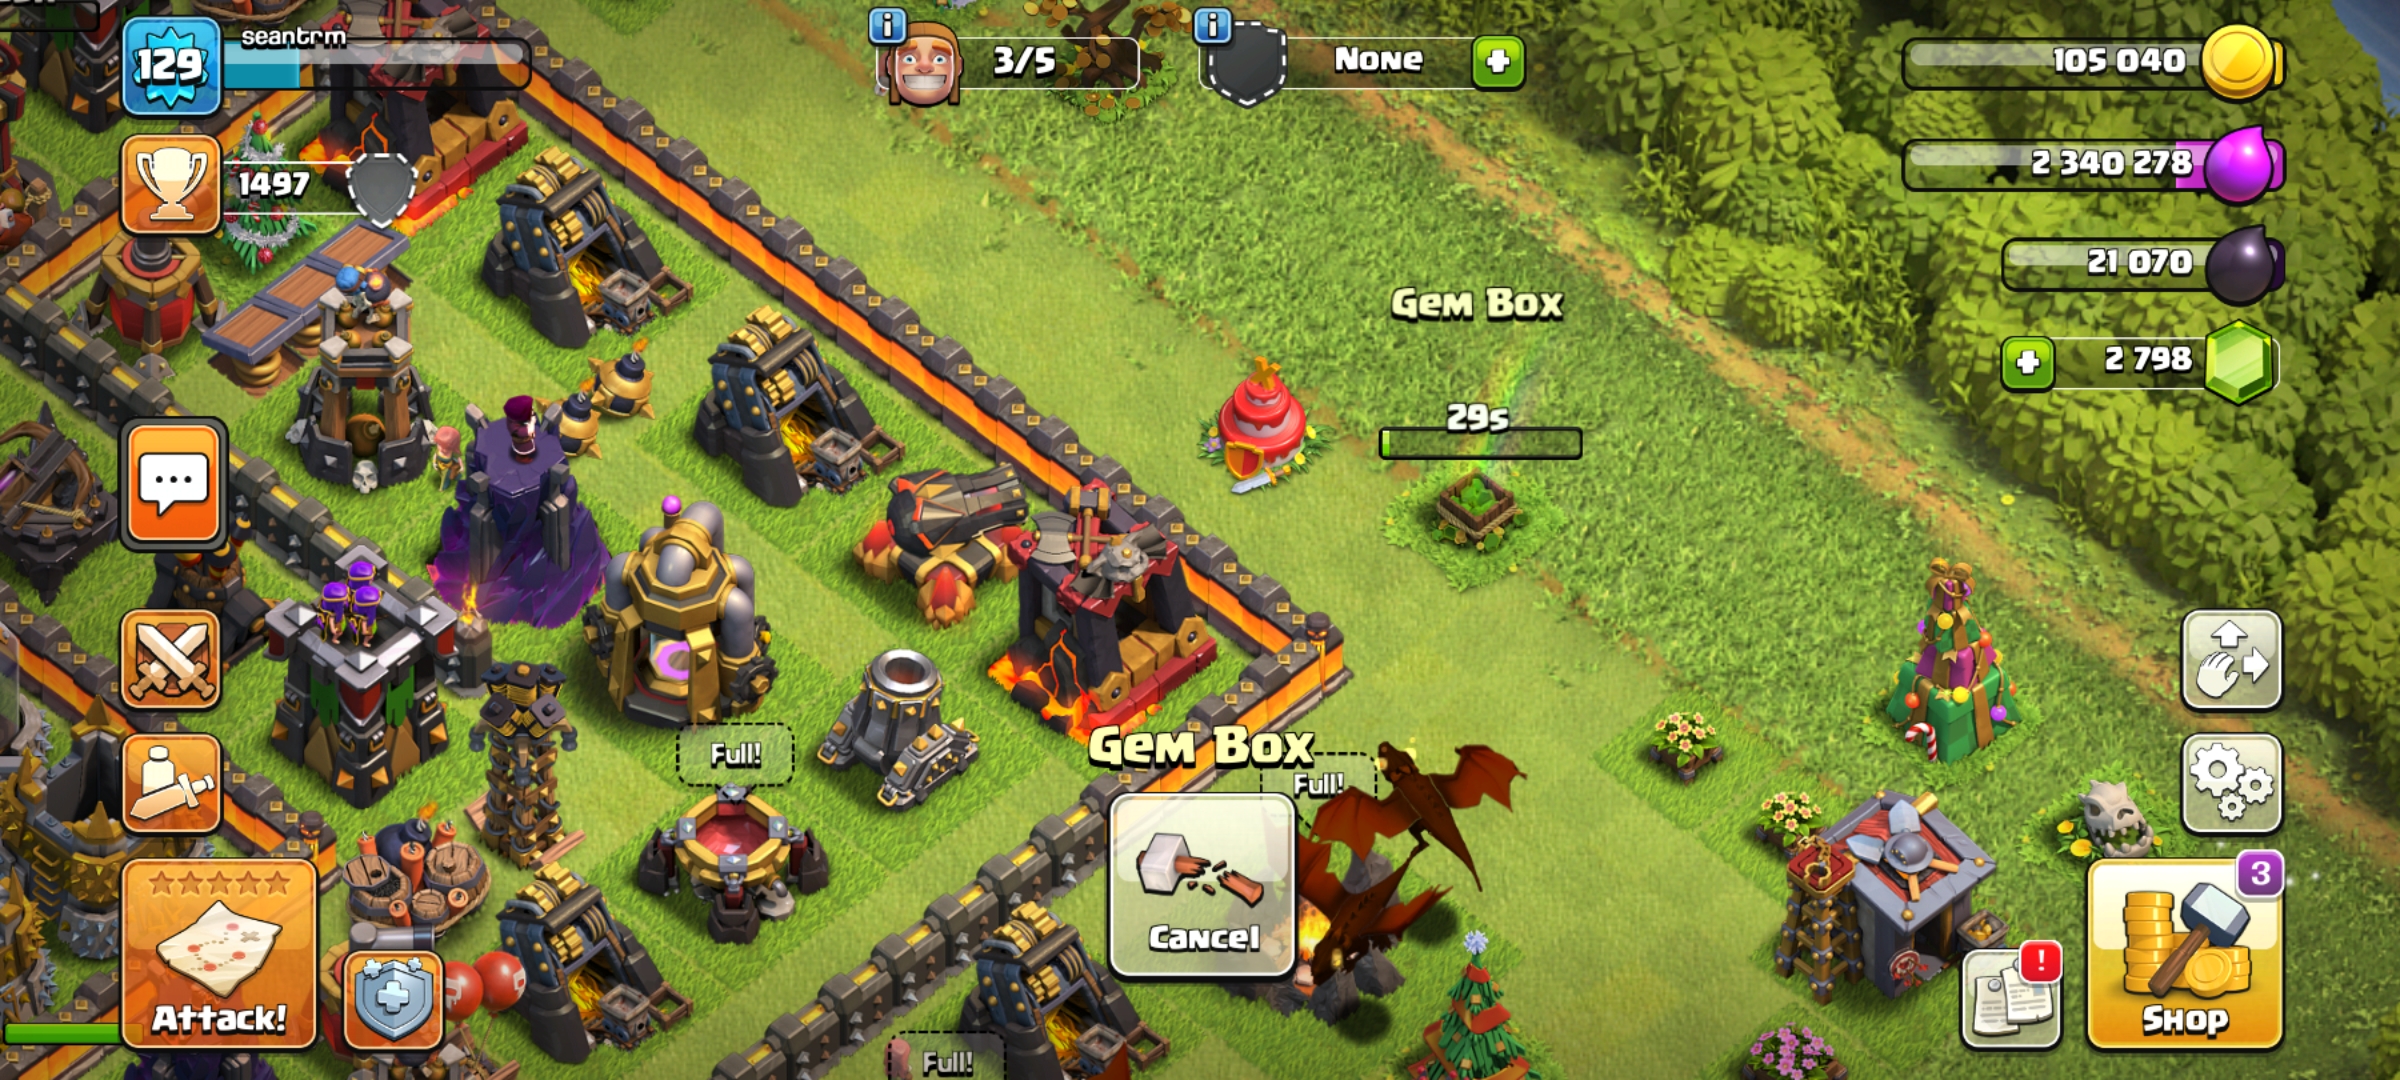 129
seantrm
3/5
None
105 040
1497
2 340 278
21 070
2 798
Gem Box
29s
Full!
Gem Box
Full!
Cancel
Attack!
3
!
Shop
Full!